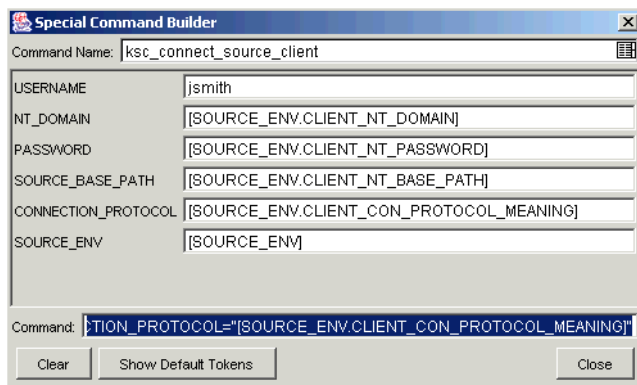 Special Command Builder
Command Name: ksc_connect_source_client
USERNAME jsmith
NT_DOMAIN [SOURCE_ENV.CLIENT_NT_DOMAIN]
PASSWORD [SOURCE_ENV.CLIENT_NT_PASSWORD]
SOURCE_BASE_PATH [SOURCE_ENV.CLIENT_NT_BASE_PATH]
CONNECTION_PROTOCOL [SOURCE_ENV.CLIENT_CON_PROTOCOL_MEANING]
SOURCE_ENV [SOURCE_ENV]
Command: CTION_PROTOCOL="[SOURCE_ENV.CLIENT_CON_PROTOCOL_MEANING]"
Clear Show Default Tokens Close